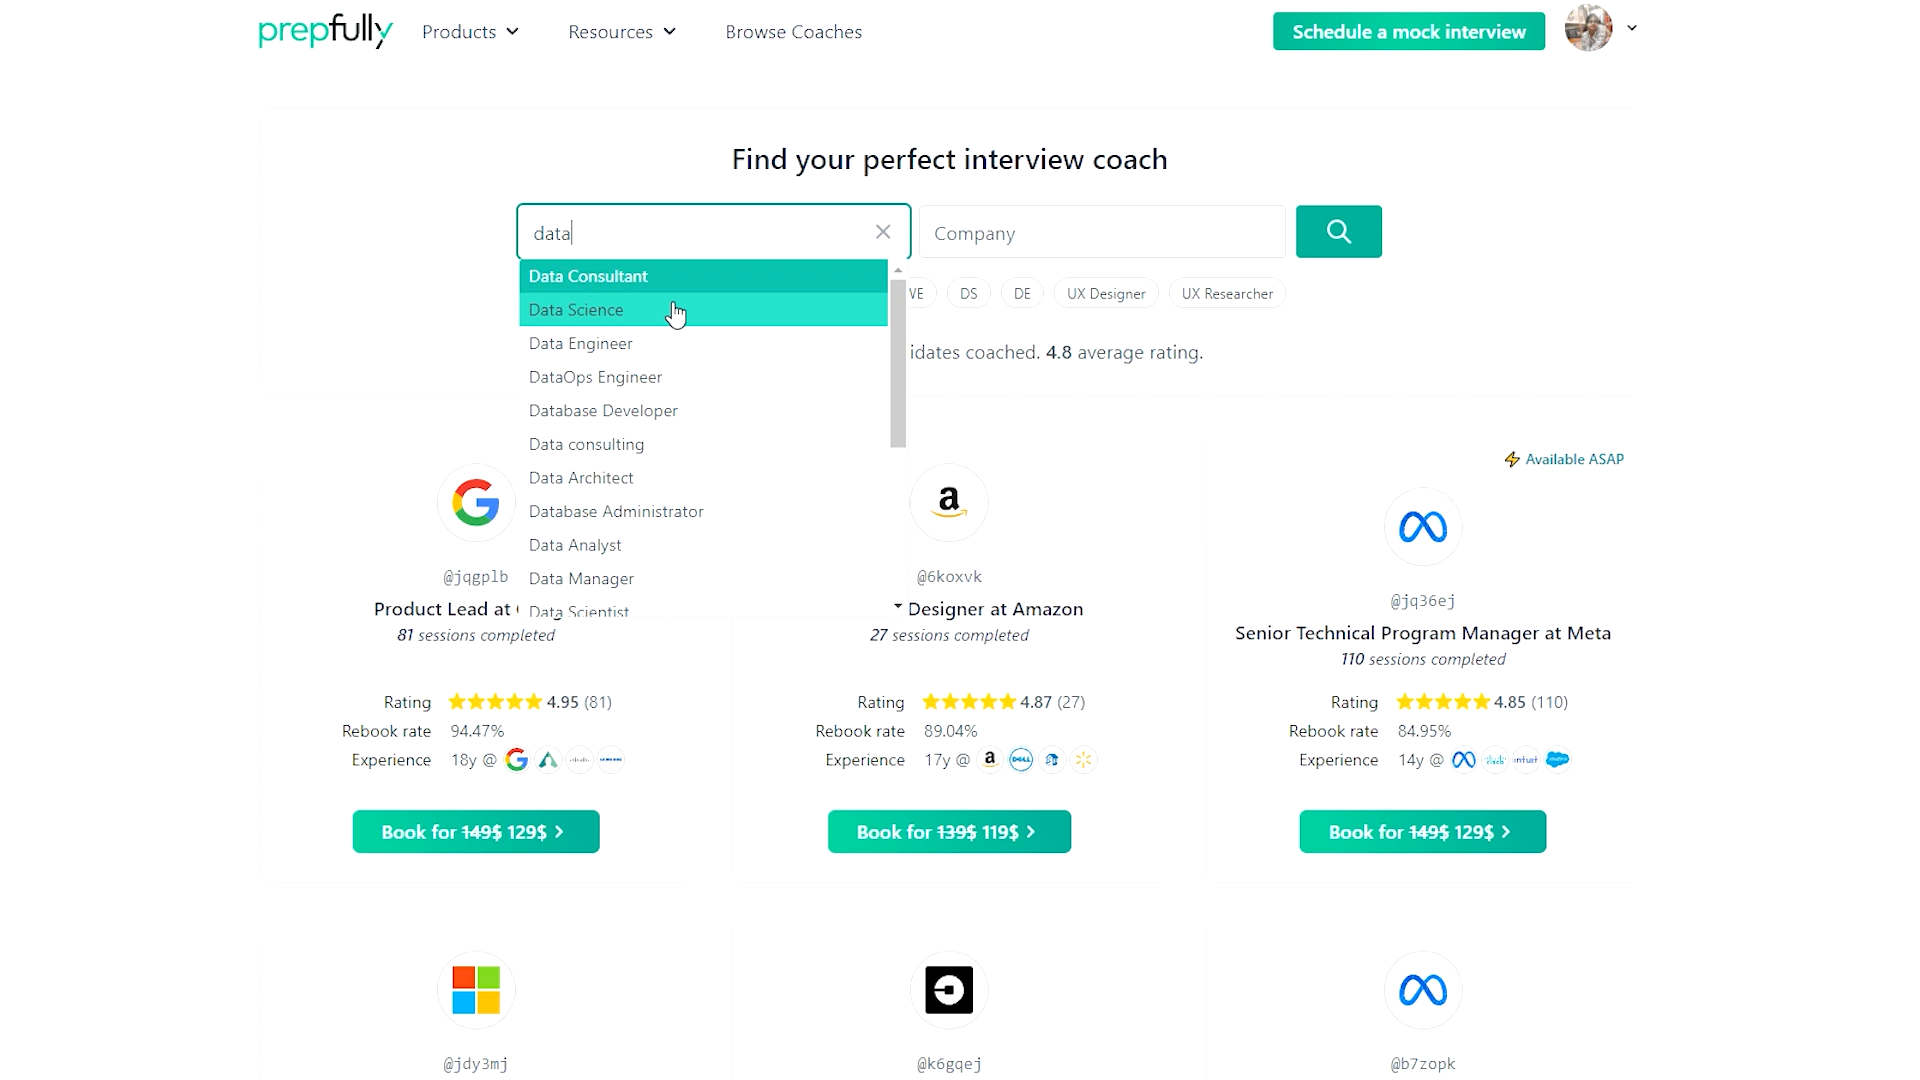 prepfully
Products
Resources
Browse Coaches
Schedule a mock interview
Find your perfect interview coach
data
Company
Data Consultant
Data Science
Data Engineer
DataOps Engineer
Database Developer
Data consulting
Data Architect
Database Administrator
Data Analyst
Data Manager
Data Scientist
VE
DS
DE
UX Designer
UX Researcher
idates coached. 4.8 average rating.
@jqgplb
Product Lead at
81 sessions completed
Rating 4.95 (81)
Rebook rate 94.47%
Experience 18y @
Book for 149$ 129$
a
@6koxvk
Designer at Amazon
27 sessions completed
Rating 4.87 (27)
Rebook rate 89.04%
Experience 17y @ a DELL
Book for 139$ 119$
Available ASAP
@jq36ej
Senior Technical Program Manager at Meta
110 sessions completed
Rating 4.85 (110)
Rebook rate 84.95%
Experience 14y @ cisco intuit
Book for 149$ 129$
@jdy3mj
@k6gqej
@b7zopk